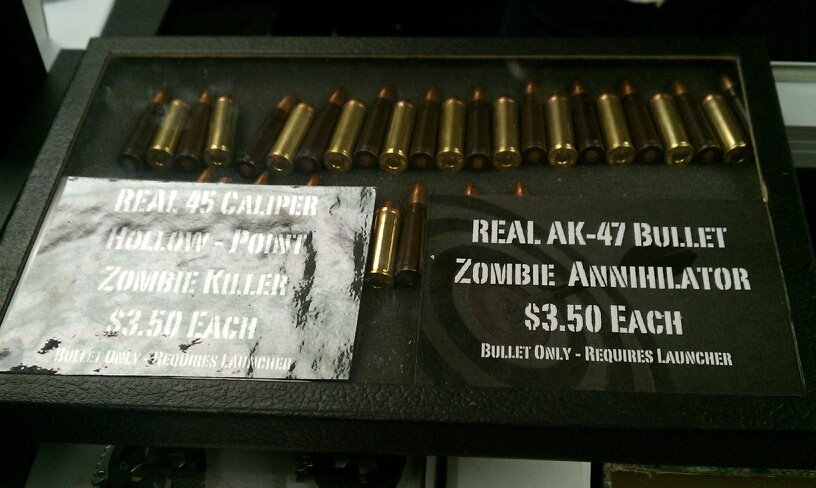 REAL 45 CALIPER
HOLLOW - POINT
ZOMBIE KILLER
$3.50 EACH
BULLET ONLY - REQUIRES LAUNCHER
REAL AK-47 BULLET
ZOMBIE ANNIHILATOR
$3.50 EACH
BULLET ONLY - REQUIRES LAUNCHER